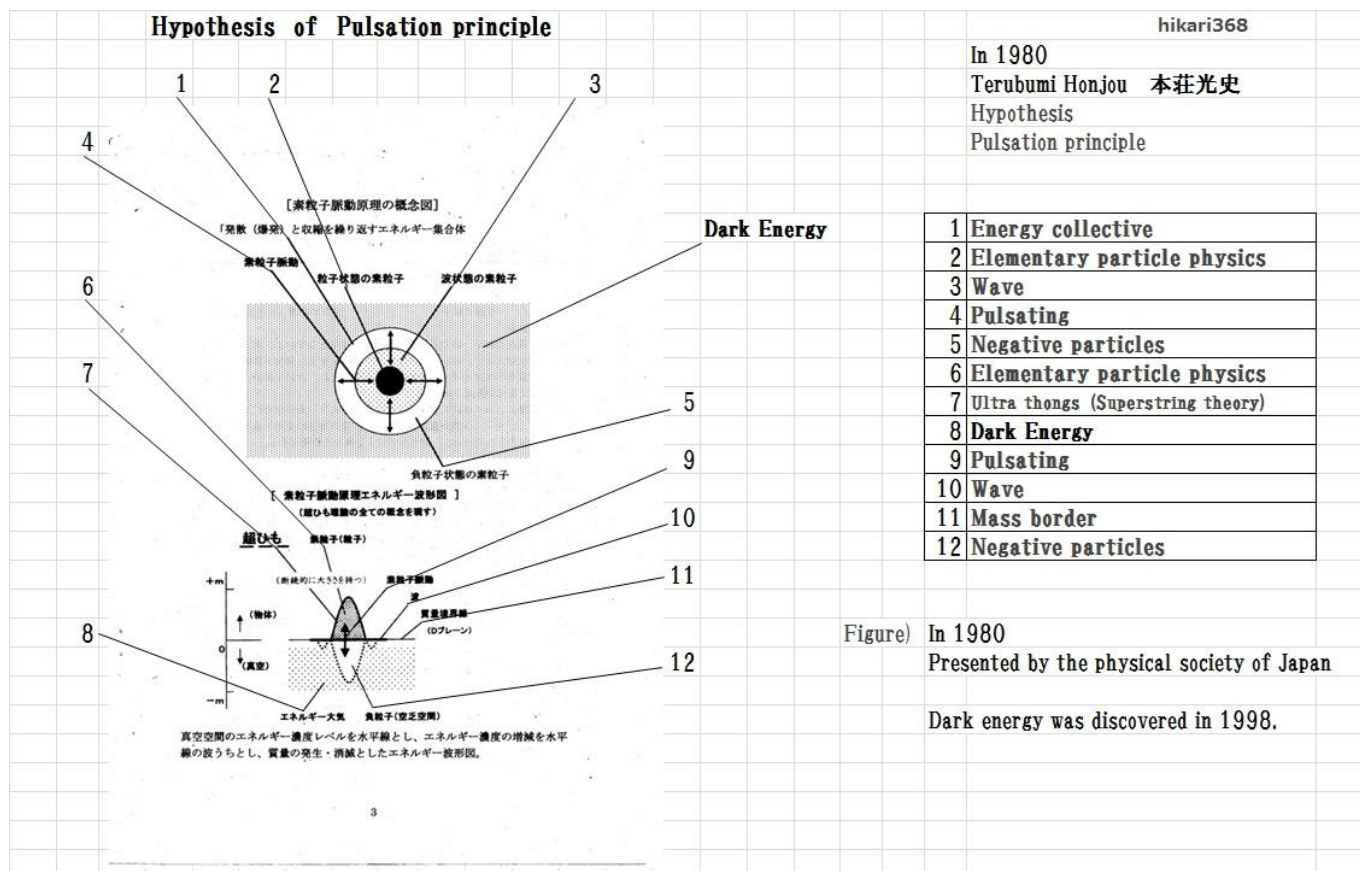 Hypothesis of Pulsation principle
hikari368
In 1980
Terubumi Honjou 本荘光史
Hypothesis
Pulsation principle
1
2
3
4
[素粒子脈動原理の概念図]
「発散（爆発）と収縮を繰り返すエネルギー集合体
素粒子脈動
粒子状態の素粒子
波状態の素粒子
Dark Energy
6
7
5
負粒子状態の素粒子
9
[ 素粒子脈動原理エネルギー波形図 ]
(超ひも理論の全ての概念を現す)
10
超ひも
素粒子(粒子)
+m
(断続的に大きさを持つ)
素粒子脈動
波
11
(物体)
質量境界線
(Dブレーン)
8
0
(真空)
12
−m
エネルギー大気
負粒子(空乏空間)
真空空間のエネルギー濃度レベルを水平線とし、エネルギー濃度の増減を水平
線の波うちとし、質量の発生・消滅としたエネルギー波形図。
3
1 Energy collective
2 Elementary particle physics
3 Wave
4 Pulsating
5 Negative particles
6 Elementary particle physics
7 Ultra thongs (Superstring theory)
8 Dark Energy
9 Pulsating
10 Wave
11 Mass border
12 Negative particles
Figure) In 1980
Presented by the physical society of Japan
Dark energy was discovered in 1998.